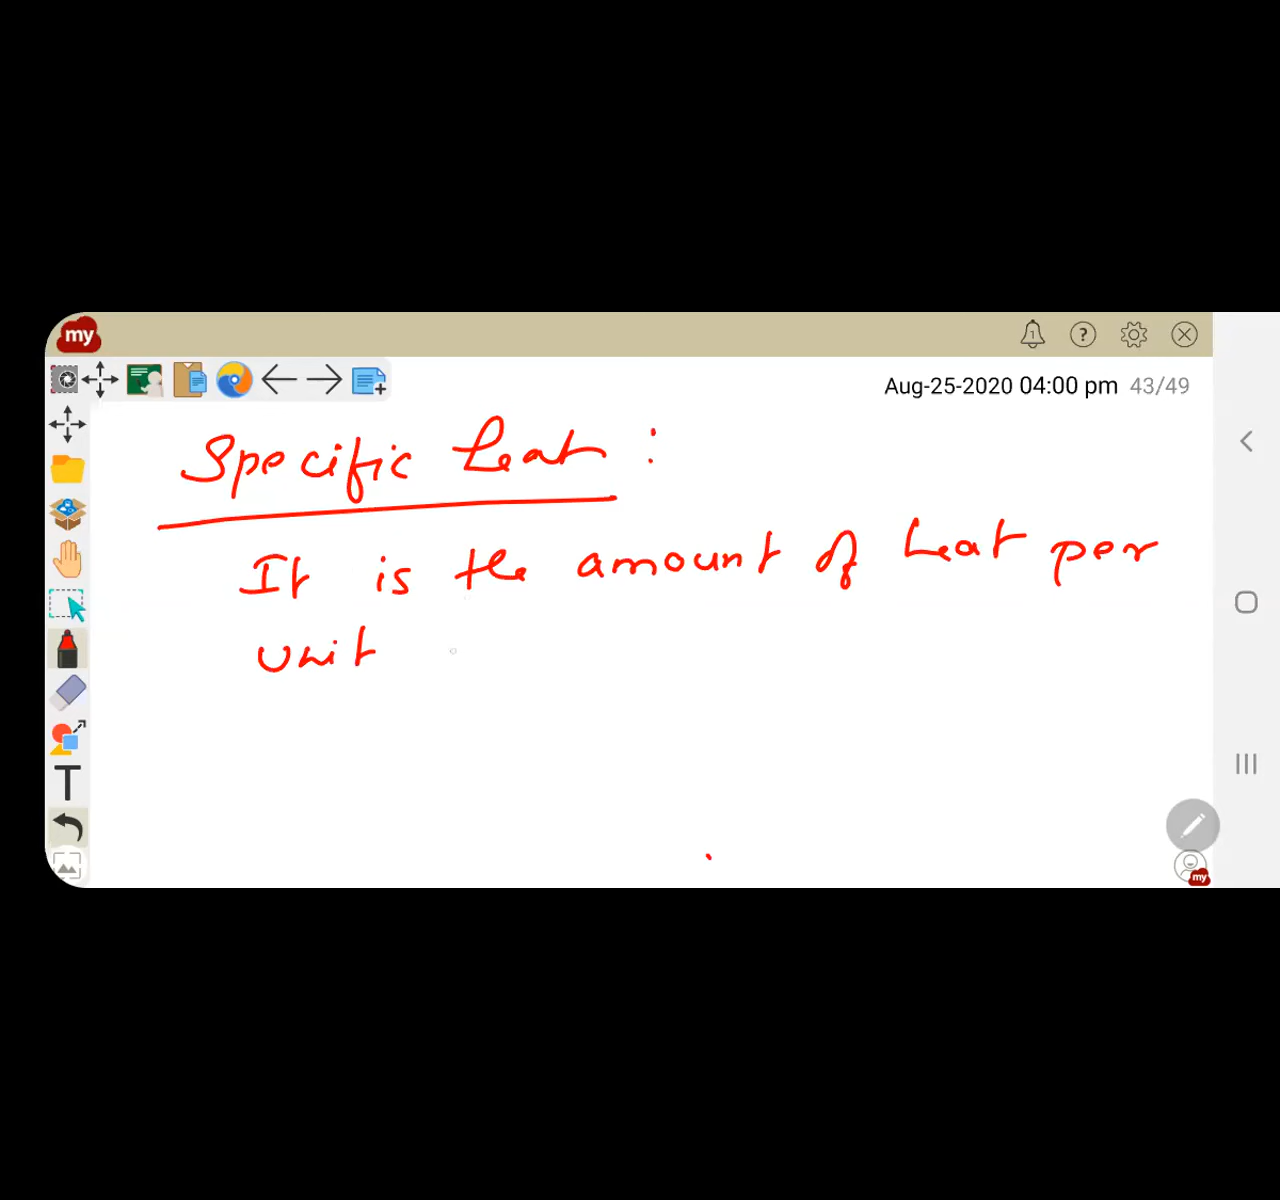 my
Aug-25-2020 04:00 pm 43/49
Specific heat :
It is the amount of heat per
unit
my